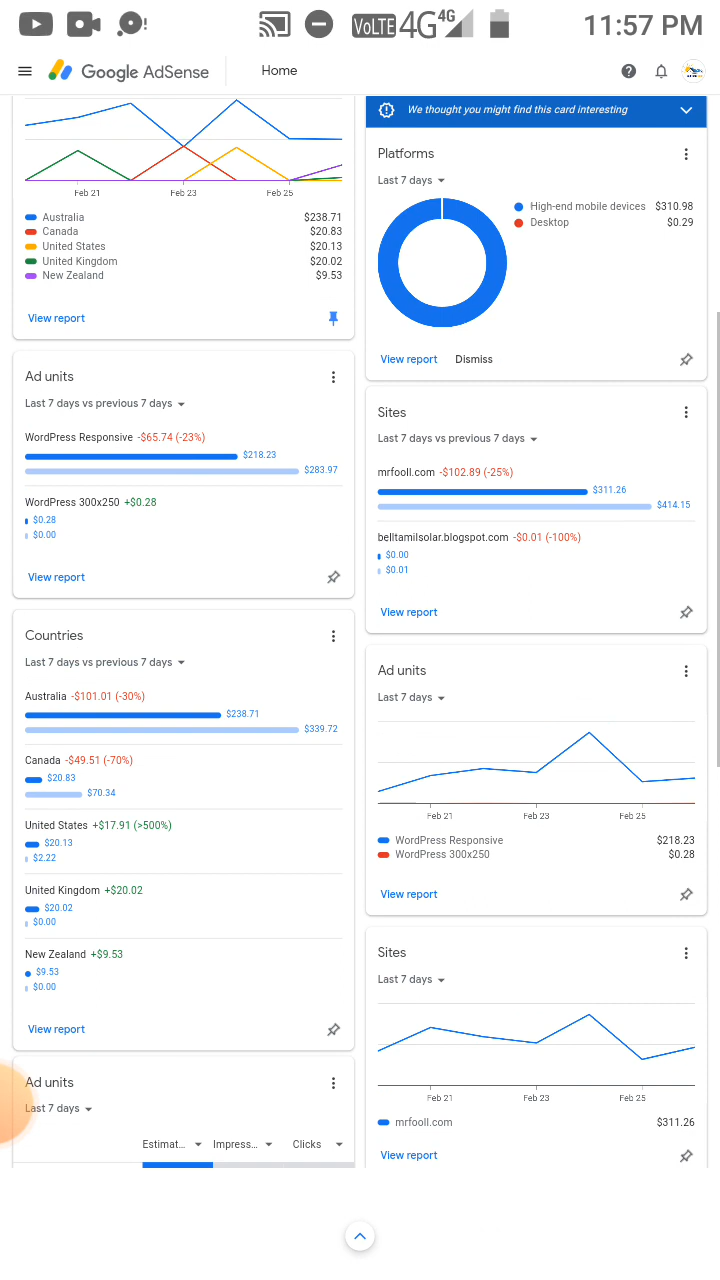 VoLTE 4G 4G 11:57 PM
Google AdSense Home
Feb 21 Feb 23 Feb 25
Australia $238.71
Canada $20.83
United States $20.13
United Kingdom $20.02
New Zealand $9.53
View report
Ad units
Last 7 days vs previous 7 days
WordPress Responsive -$65.74 (-23%)
$218.23
$283.97
WordPress 300x250 +$0.28
$0.28
$0.00
View report
Countries
Last 7 days vs previous 7 days
Australia -$101.01 (-30%)
$238.71
$339.72
Canada -$49.51 (-70%)
$20.83
$70.34
United States +$17.91 (>500%)
$20.13
$2.22
United Kingdom +$20.02
$20.02
$0.00
New Zealand +$9.53
$9.53
$0.00
View report
Ad units
Last 7 days
Estimat... Impress... Clicks
We thought you might find this card interesting
Platforms
Last 7 days
High-end mobile devices $310.98
Desktop $0.29
View report Dismiss
Sites
Last 7 days vs previous 7 days
mrfooll.com -$102.89 (-25%)
$311.26
$414.15
belltamilsolar.blogspot.com -$0.01 (-100%)
$0.00
$0.01
View report
Ad units
Last 7 days
Feb 21 Feb 23 Feb 25
WordPress Responsive $218.23
WordPress 300x250 $0.28
View report
Sites
Last 7 days
Feb 21 Feb 23 Feb 25
mrfooll.com $311.26
View report